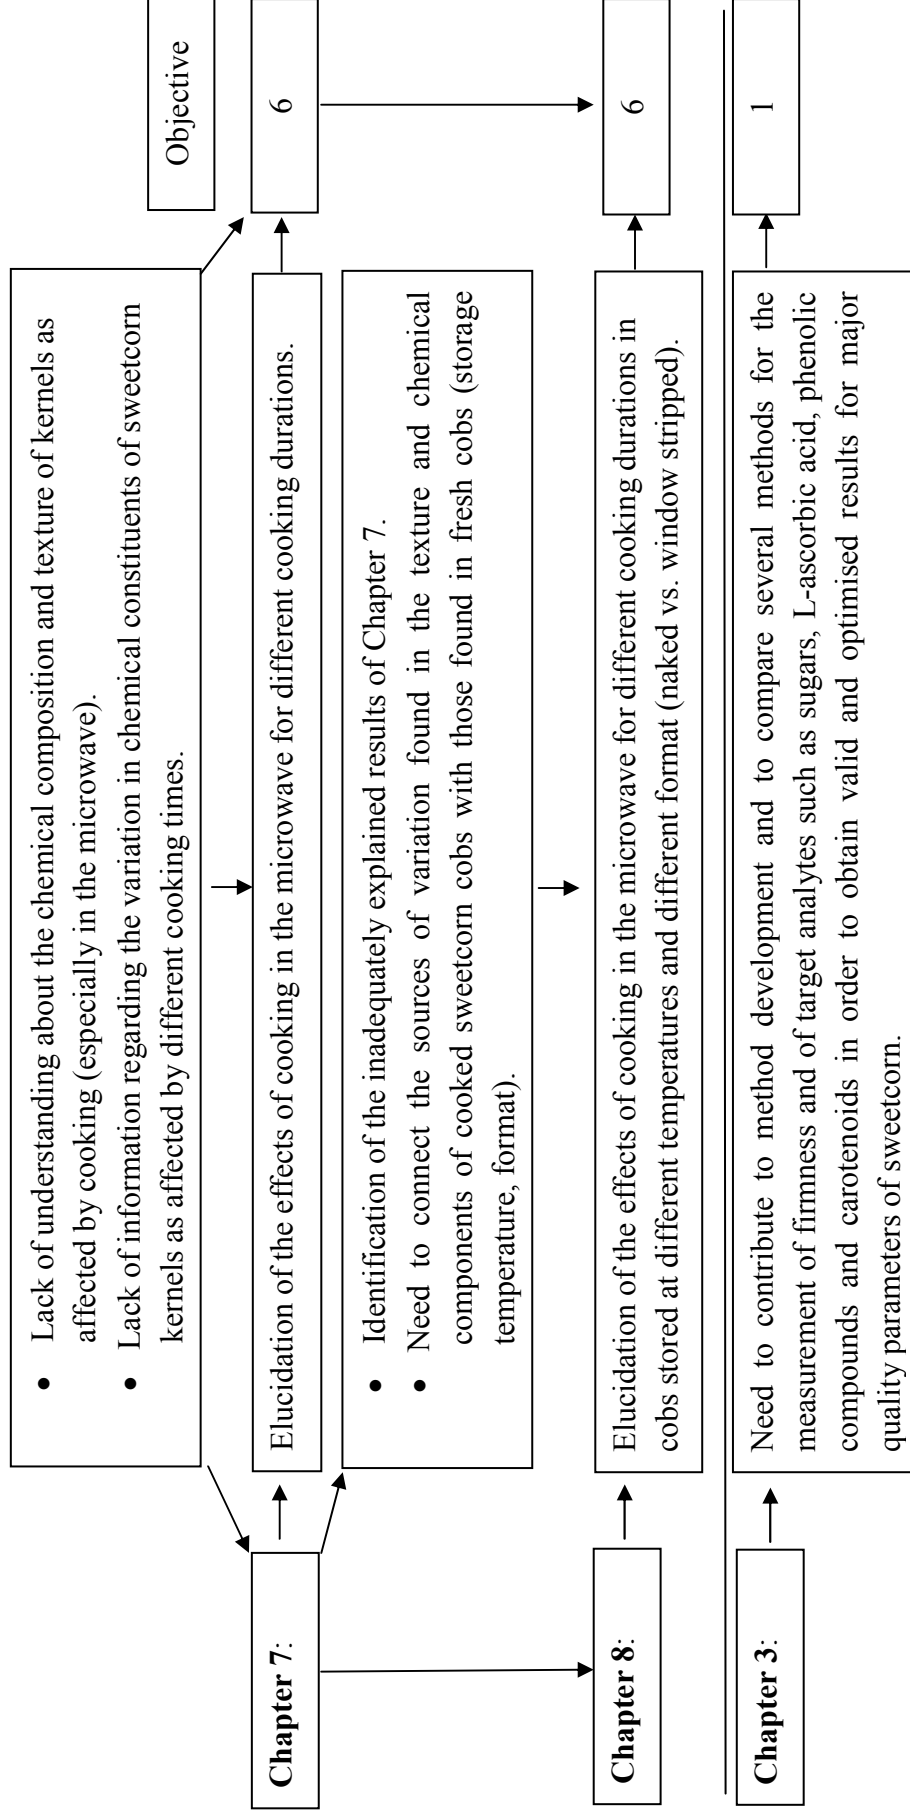 Objective
• Lack of understanding about the chemical composition and texture of kernels as
affected by cooking (especially in the microwave).
• Lack of information regarding the variation in chemical constituents of sweetcorn
kernels as affected by different cooking times.
Chapter 7:
Elucidation of the effects of cooking in the microwave for different cooking durations.
6
• Identification of the inadequately explained results of Chapter 7.
• Need to connect the sources of variation found in the texture and chemical
components of cooked sweetcorn cobs with those found in fresh cobs (storage
temperature, format).
Chapter 8:
Elucidation of the effects of cooking in the microwave for different cooking durations in
cobs stored at different temperatures and different format (naked vs. window stripped).
6
Chapter 3:
Need to contribute to method development and to compare several methods for the
measurement of firmness and of target analytes such as sugars, L-ascorbic acid, phenolic
compounds and carotenoids in order to obtain valid and optimised results for major
quality parameters of sweetcorn.
1